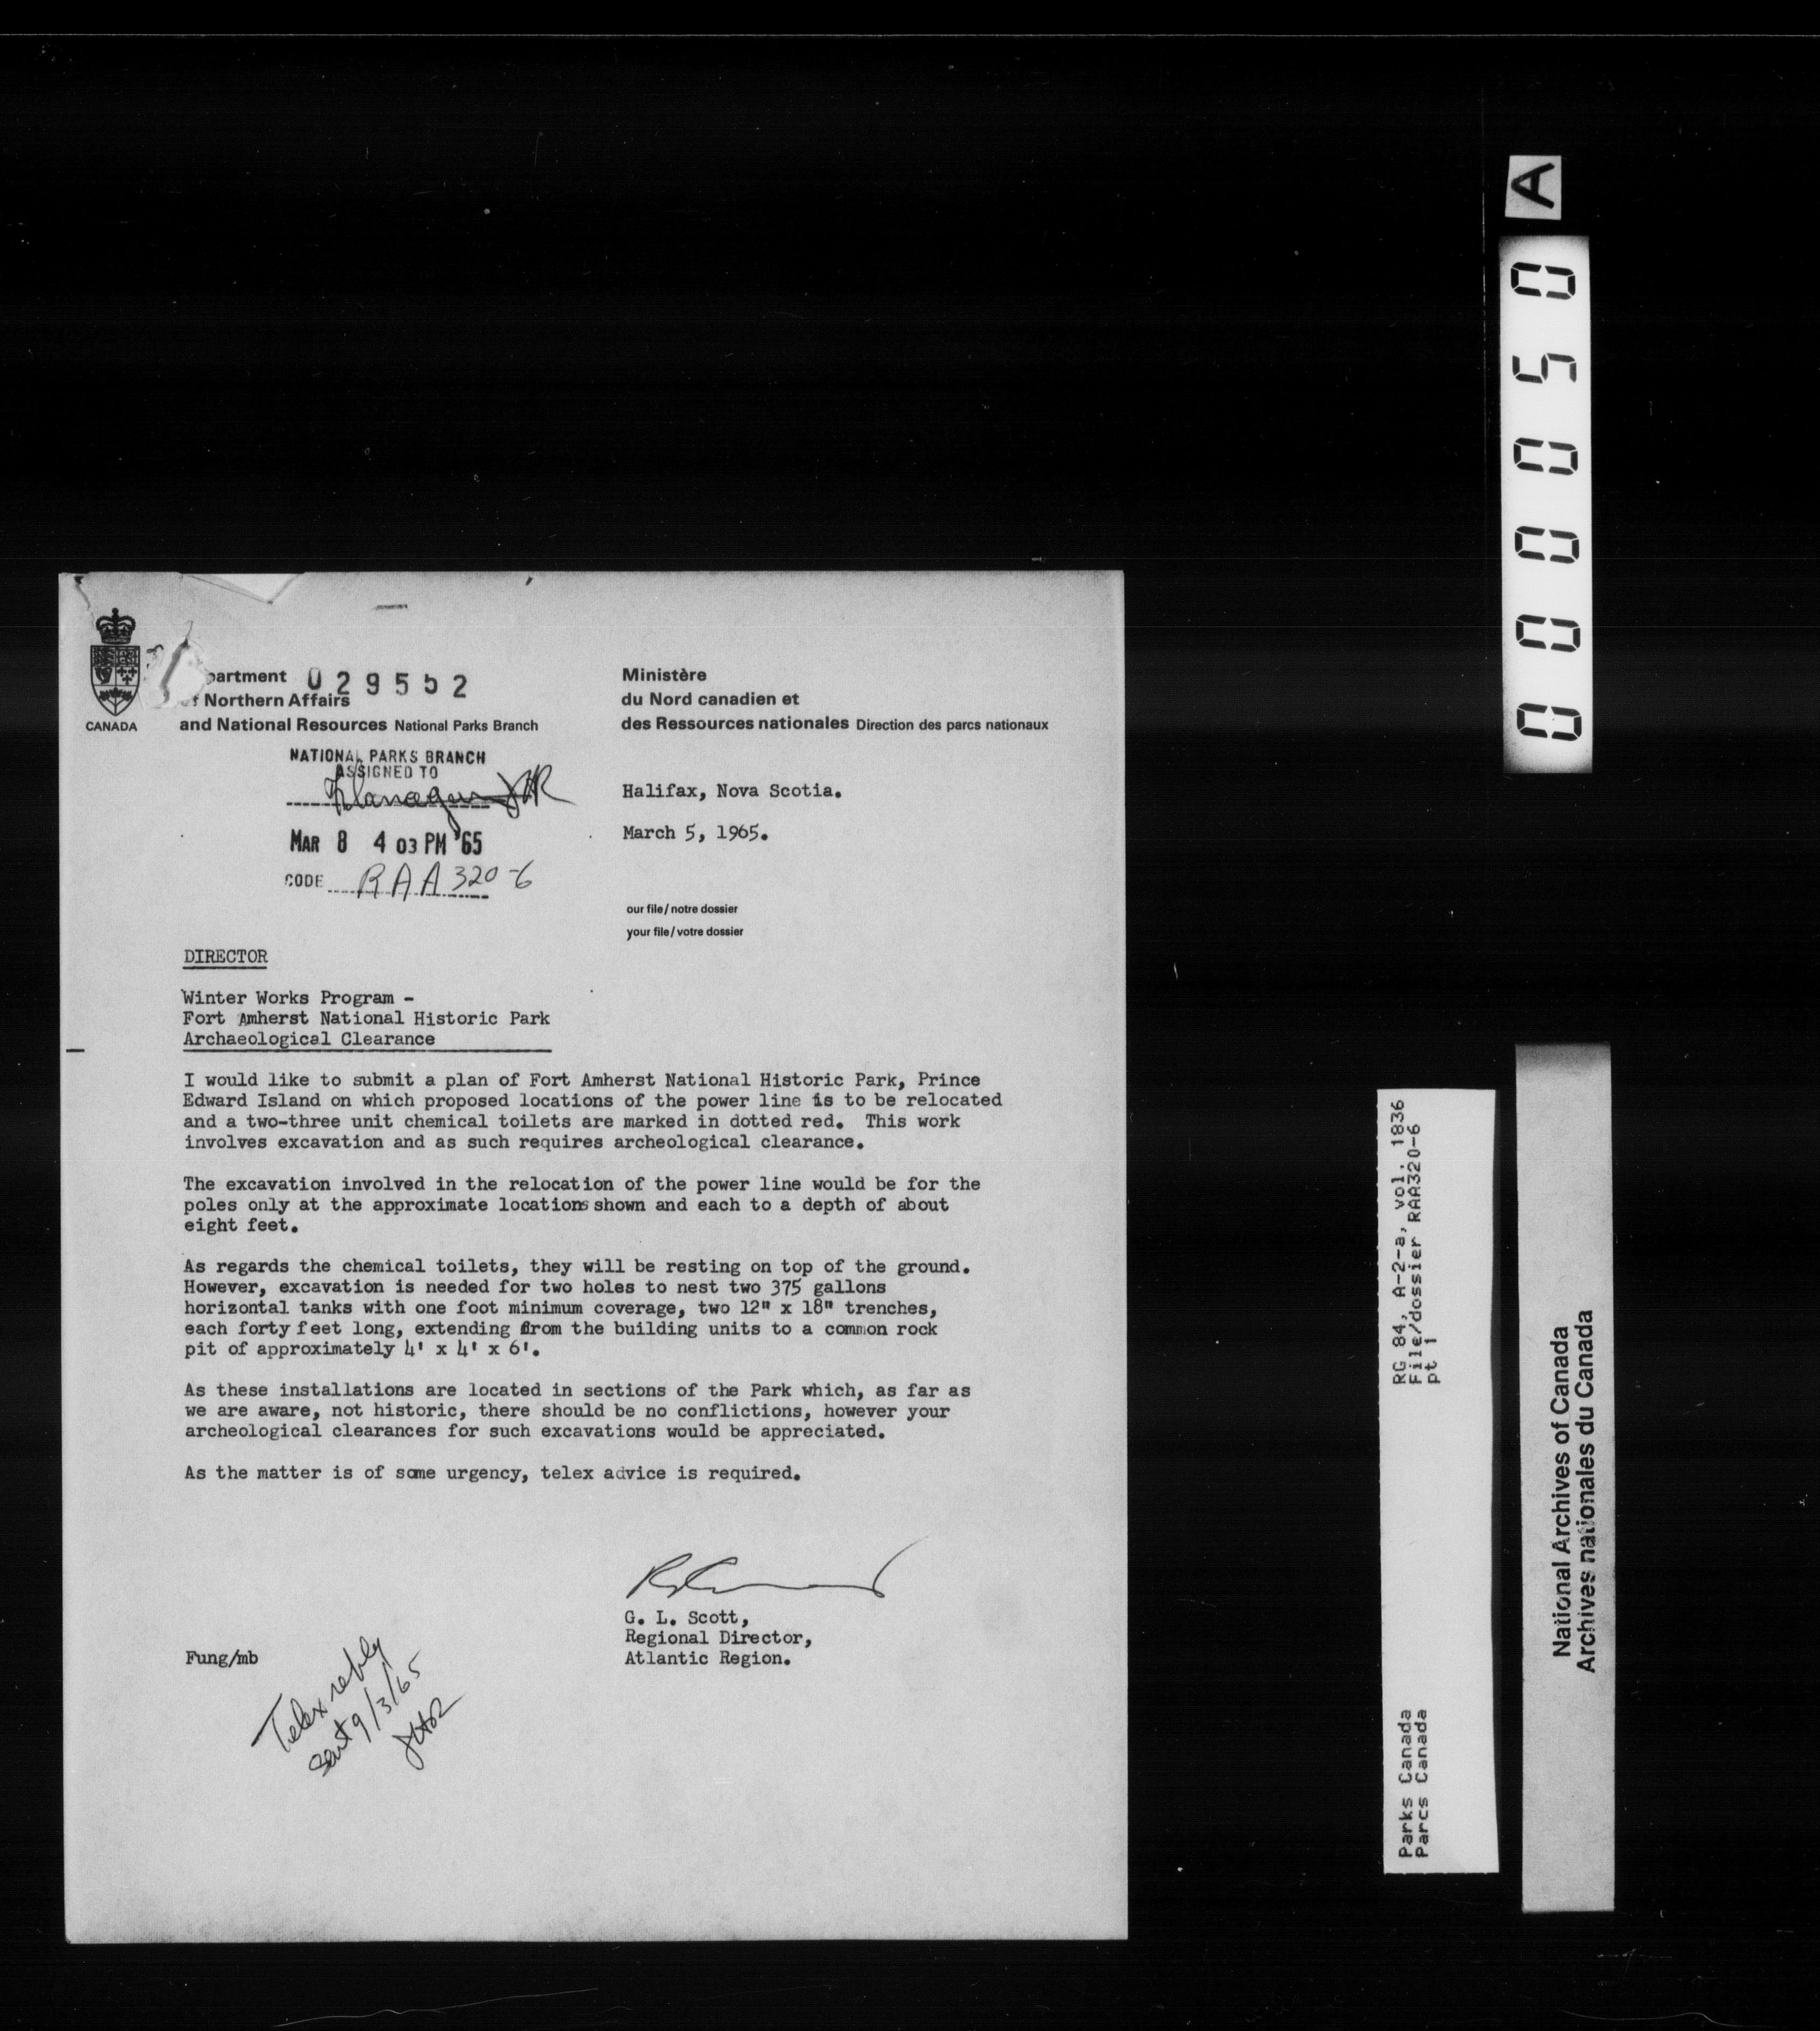 partment 029552
of Northern Affairs
and National Resources National Parks Branch
Ministère
du Nord canadien et
des Ressources nationales Direction des parcs nationaux
CANADA
NATIONAL PARKS BRANCH
ASSIGNED TO
MAR 8 4 03 PM '65
CODE RAA 320-6
Halifax, Nova Scotia.
March 5, 1965.
our file/notre dossier
your file/votre dossier
DIRECTOR
Winter Works Program -
Fort Amherst National Historic Park
Archaeological Clearance
I would like to submit a plan of Fort Amherst National Historic Park, Prince
Edward Island on which proposed locations of the power line is to be relocated
and a two-three unit chemical toilets are marked in dotted red. This work
involves excavation and as such requires archeological clearance.
The excavation involved in the relocation of the power line would be for the
poles only at the approximate locations shown and each to a depth of about
eight feet.
As regards the chemical toilets, they will be resting on top of the ground.
However, excavation is needed for two holes to nest two 375 gallons
horizontal tanks with one foot minimum coverage, two 12" x 18" trenches,
each forty feet long, extending from the building units to a common rock
pit of approximately 4' x 4' x 6'.
As these installations are located in sections of the Park which, as far as
we are aware, not historic, there should be no conflictions, however your
archeological clearances for such excavations would be appreciated.
As the matter is of some urgency, telex advice is required.
G. L. Scott,
Regional Director,
Atlantic Region.
Fung/mb
Telex reply
sent 9/3/65
A
000050
RG 84, A-2-a, vol. 1836
File/dossier RAA320-6
pt 1
Parks Canada
Parcs Canada
National Archives of Canada
Archives nationales du Canada